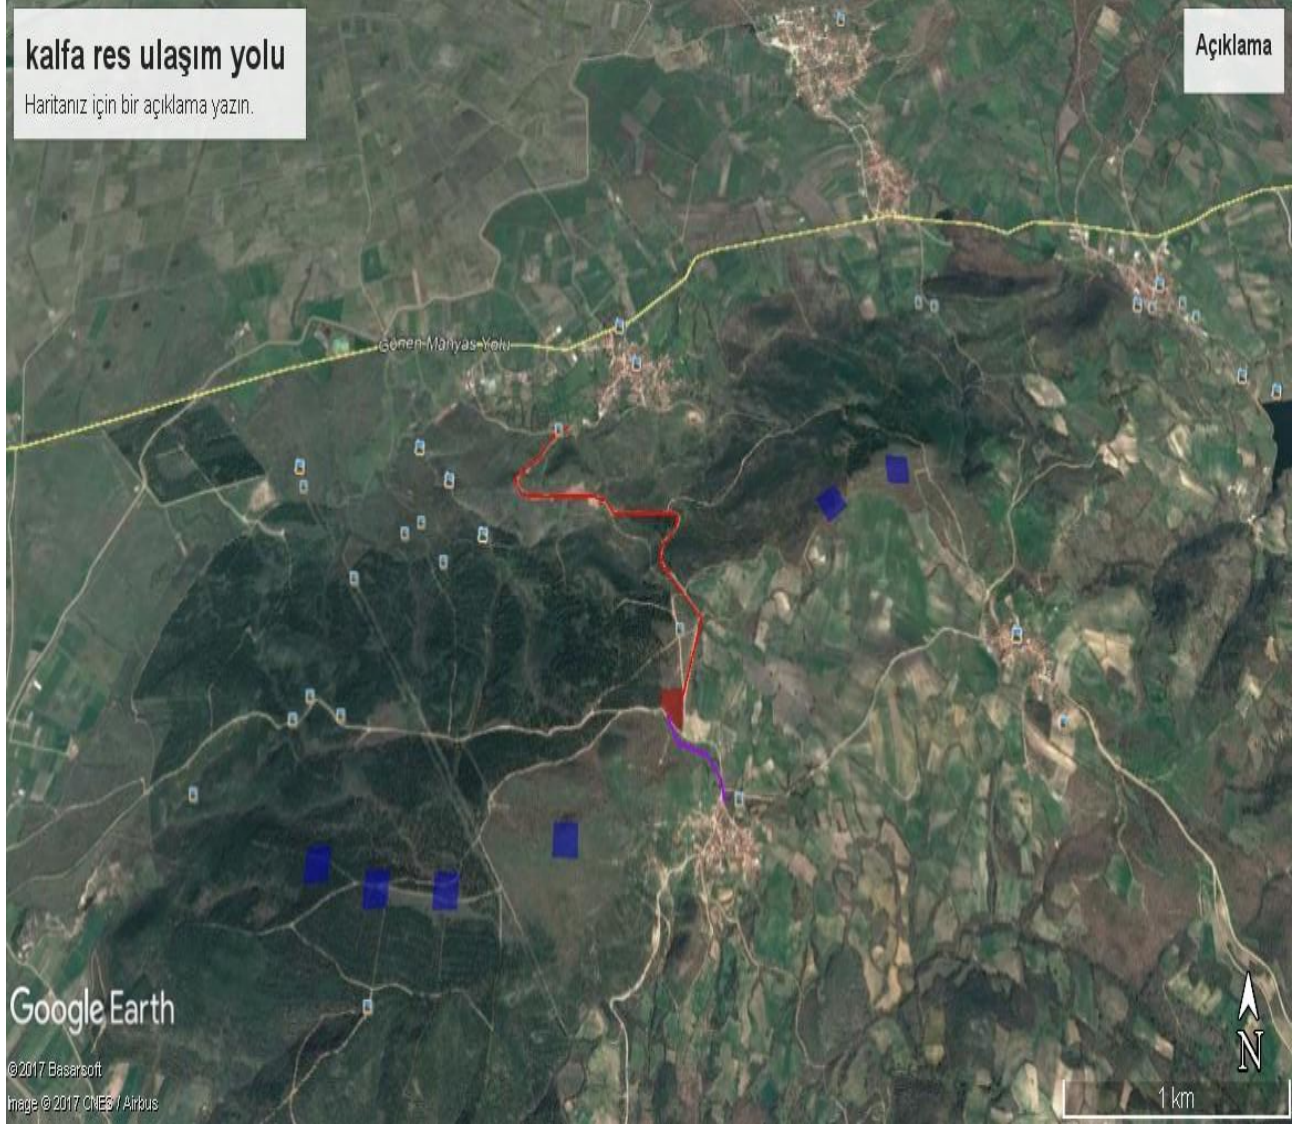 kalfa res ulaşım yolu
Haritanız için bir açıklama yazın.
Açıklama
Gönen Manyas Yolu
Google Earth
©2017 Basarsoft
Image © 2017 CNES / Airbus
N
1 km